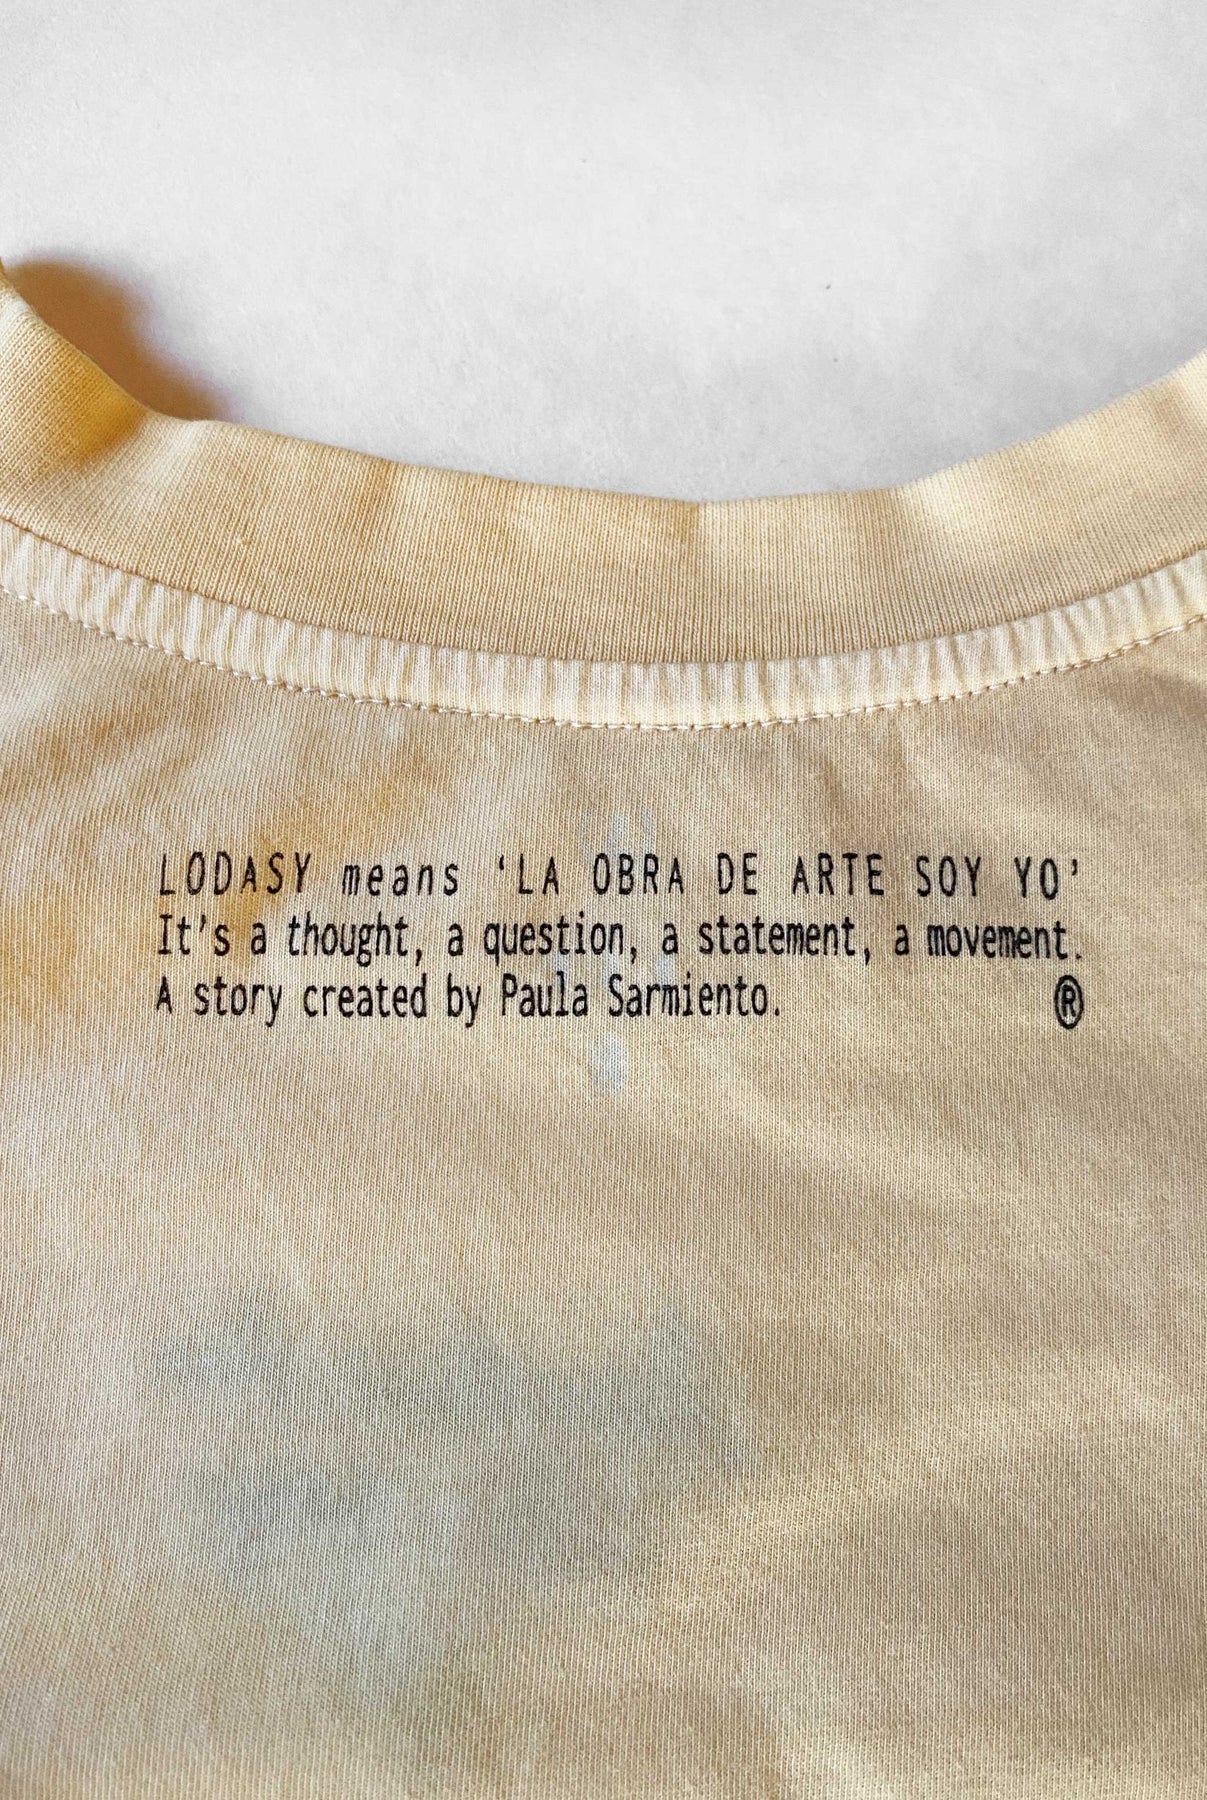 LODASY means ‘LA OBRA DE ARTE SOY YO’
It’s a thought, a question, a statement, a movement.
A story created by Paula Sarmiento. ®